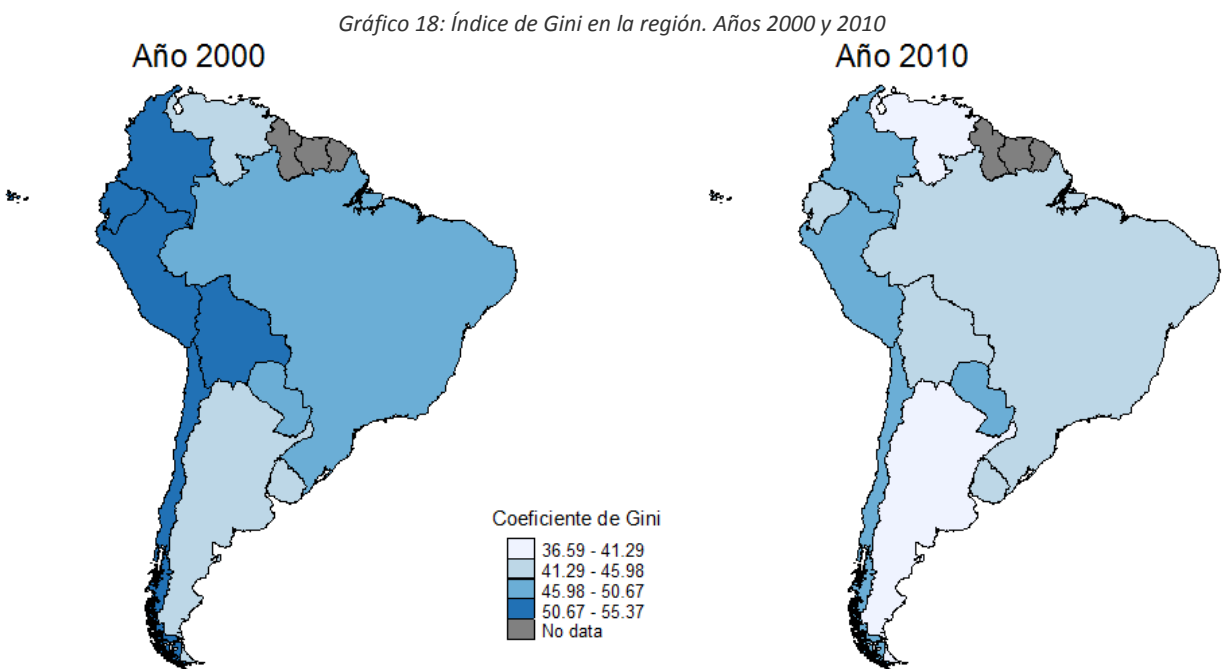 Gráfico 18: Índice de Gini en la región. Años 2000 y 2010
Año 2000
Año 2010
Coeficiente de Gini
36.59 - 41.29
41.29 - 45.98
45.98 - 50.67
50.67 - 55.37
No data